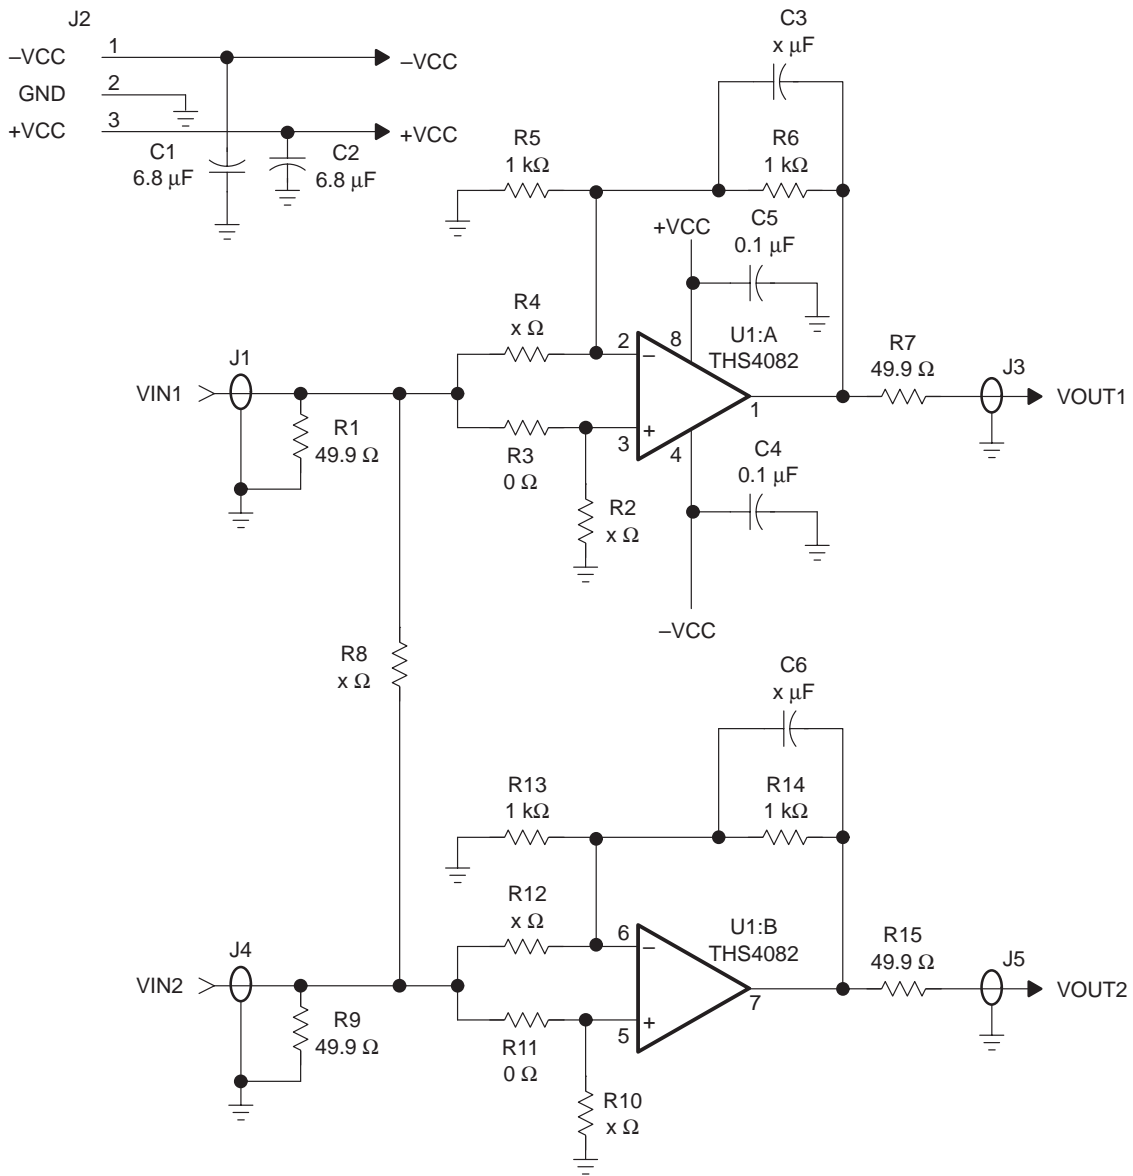 J2
–VCC
1
–VCC
GND
2
+VCC
3
+VCC
C1
6.8 µF
C2
6.8 µF
C3
x µF
R5
1 kΩ
R6
1 kΩ
+VCC
C5
0.1 µF
R4
x Ω
2
–
8
U1:A
THS4082
R7
49.9 Ω
J3
VOUT1
J1
VIN1
R1
49.9 Ω
R3
0 Ω
3
+
4
1
R2
x Ω
C4
0.1 µF
–VCC
R8
x Ω
C6
x µF
R13
1 kΩ
R14
1 kΩ
R12
x Ω
6
–
U1:B
THS4082
R15
49.9 Ω
J5
VOUT2
J4
VIN2
R9
49.9 Ω
R11
0 Ω
5
+
7
R10
x Ω